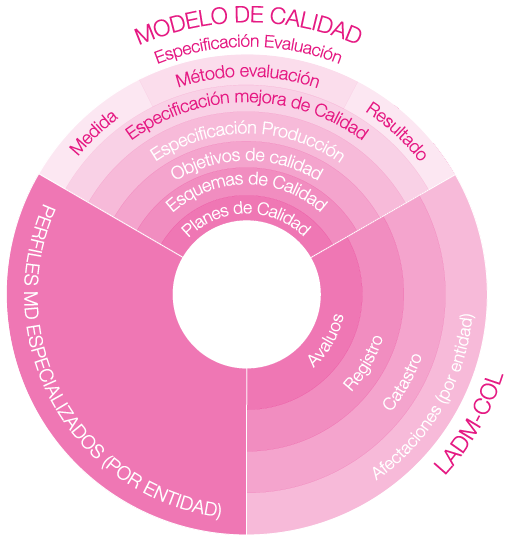 MODELO DE CALIDAD
Especificación Evaluación
Método evaluación
Medida
Resultado
Especificación mejora de Calidad
Especificación Producción
Objetivos de calidad
Esquemas de Calidad
Planes de Calidad
PERFILES MD ESPECIALIZADOS (POR ENTIDAD)
Avaluos
Registro
Catastro
Afectaciones (por entidad)
LADM-COL